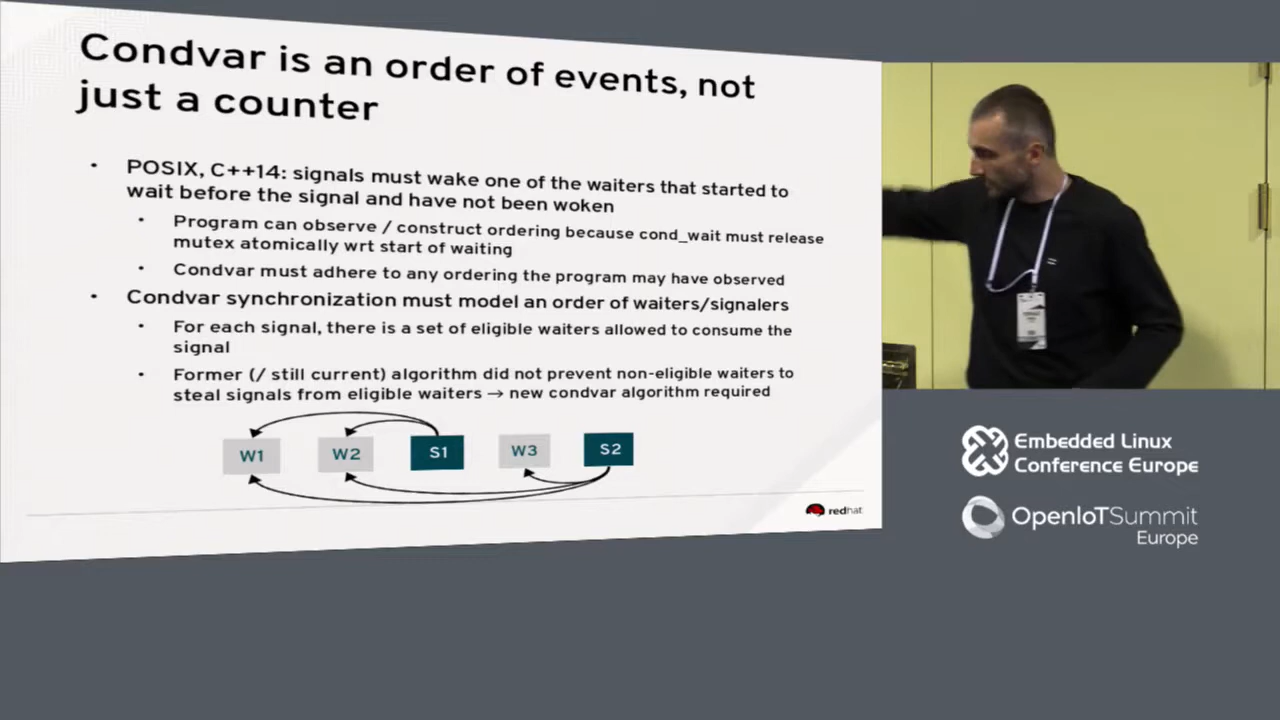 Condvar is an order of events, not
just a counter
• POSIX, C++14: signals must wake one of the waiters that started to
wait before the signal and have not been woken
• Program can observe / construct ordering because cond_wait must release
mutex atomically wrt start of waiting
• Condvar must adhere to any ordering the program may have observed
• Condvar synchronization must model an order of waiters/signalers
• For each signal, there is a set of eligible waiters allowed to consume the
signal
• Former (/ still current) algorithm did not prevent non-eligible waiters to
steal signals from eligible waiters → new condvar algorithm required
W1 W2 S1 W3 S2
redhat
Embedded Linux
Conference Europe
OpenIoTSummit
Europe